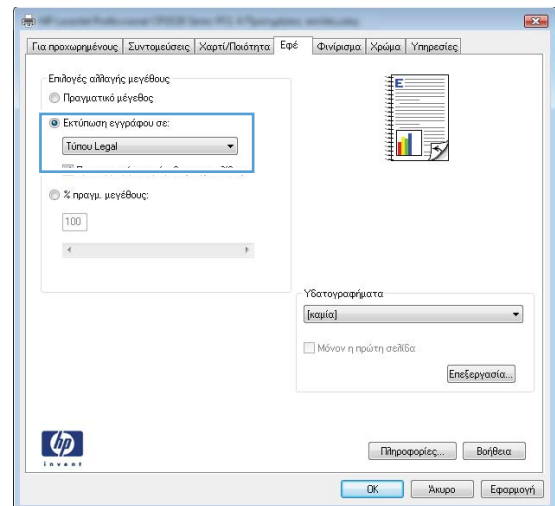 Για προχωρημένους Συντομεύσεις Χαρτί/Ποιότητα Εφέ Φινίρισμα Χρώμα Υπηρεσίες
Επιλογές αλλαγής μεγέθους
Πραγματικό μέγεθος
Εκτύπωση εγγράφου σε:
Τύπου Legal
% πραγμ. μεγέθους:
100
E
Υδατογραφήματα
[καμία]
Μόνον η πρώτη σελίδα
Επεξεργασία...
hp
invent
Πληροφορίες... Βοήθεια
OK Άκυρο Εφαρμογή